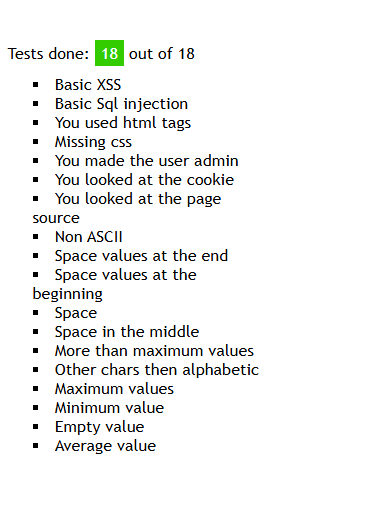 Tests done: 18 out of 18
Basic XSS
Basic Sql injection
You used html tags
Missing css
You made the user admin
You looked at the cookie
You looked at the page
source
Non ASCII
Space values at the end
Space values at the
beginning
Space
Space in the middle
More than maximum values
Other chars then alphabetic
Maximum values
Minimum value
Empty value
Average value